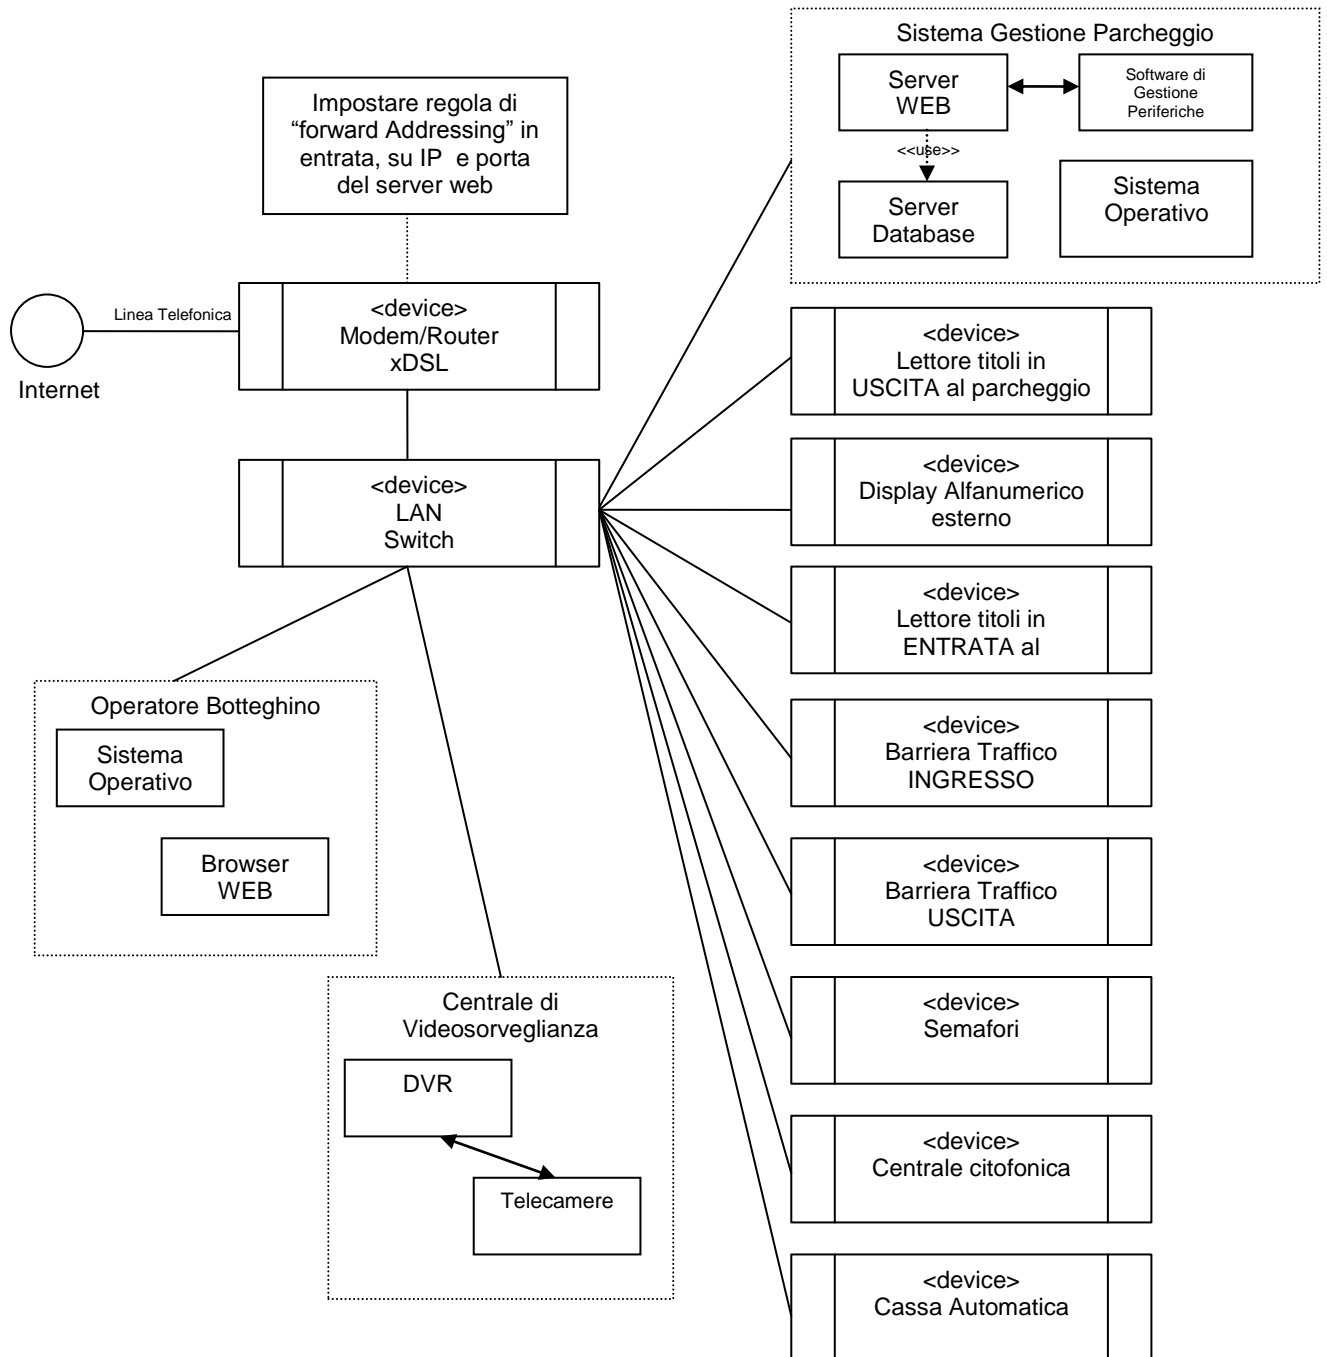 Sistema Gestione Parcheggio
Server
WEB
Software di
Gestione
Periferiche
<<use>>
Server
Database
Sistema
Operativo
Impostare regola di
“forward Addressing” in
entrata, su IP e porta
del server web
Linea Telefonica
Internet
<device>
Modem/Router
xDSL
<device>
LAN
Switch
<device>
Lettore titoli in
USCITA al parcheggio
<device>
Display Alfanumerico
esterno
<device>
Lettore titoli in
ENTRATA al
<device>
Barriera Traffico
INGRESSO
<device>
Barriera Traffico
USCITA
<device>
Semafori
<device>
Centrale citofonica
<device>
Cassa Automatica
Operatore Botteghino
Sistema
Operativo
Browser
WEB
Centrale di
Videosorveglianza
DVR
Telecamere